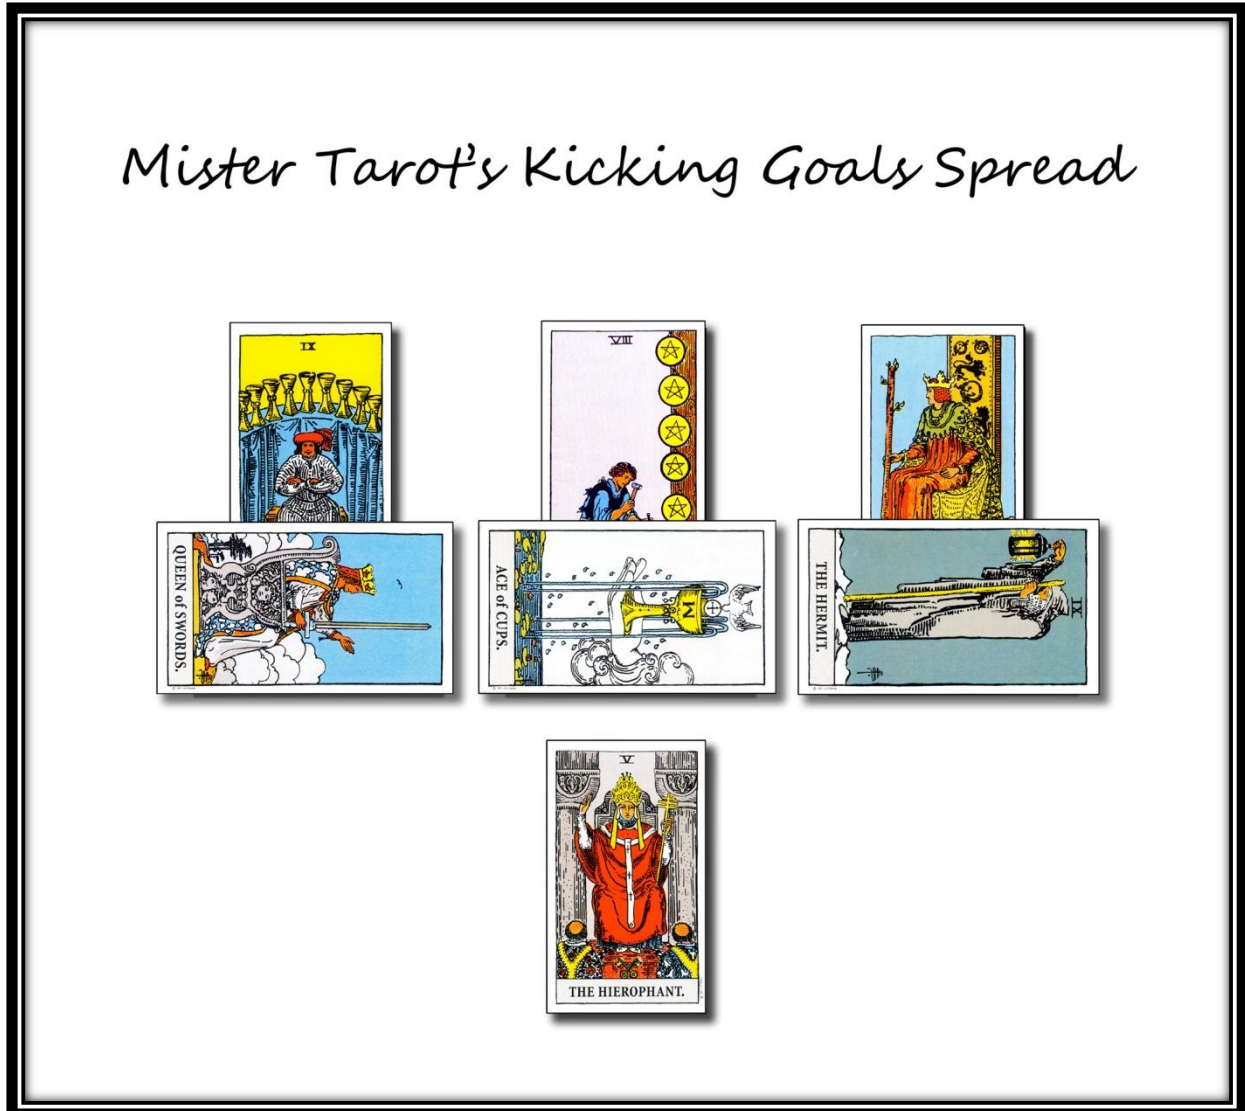 Mister Tarot's Kicking Goals Spread
IX
VIII
QUEEN of SWORDS.
ACE of CUPS.
M
THE HERMIT.
IX
V
THE HIEROPHANT.